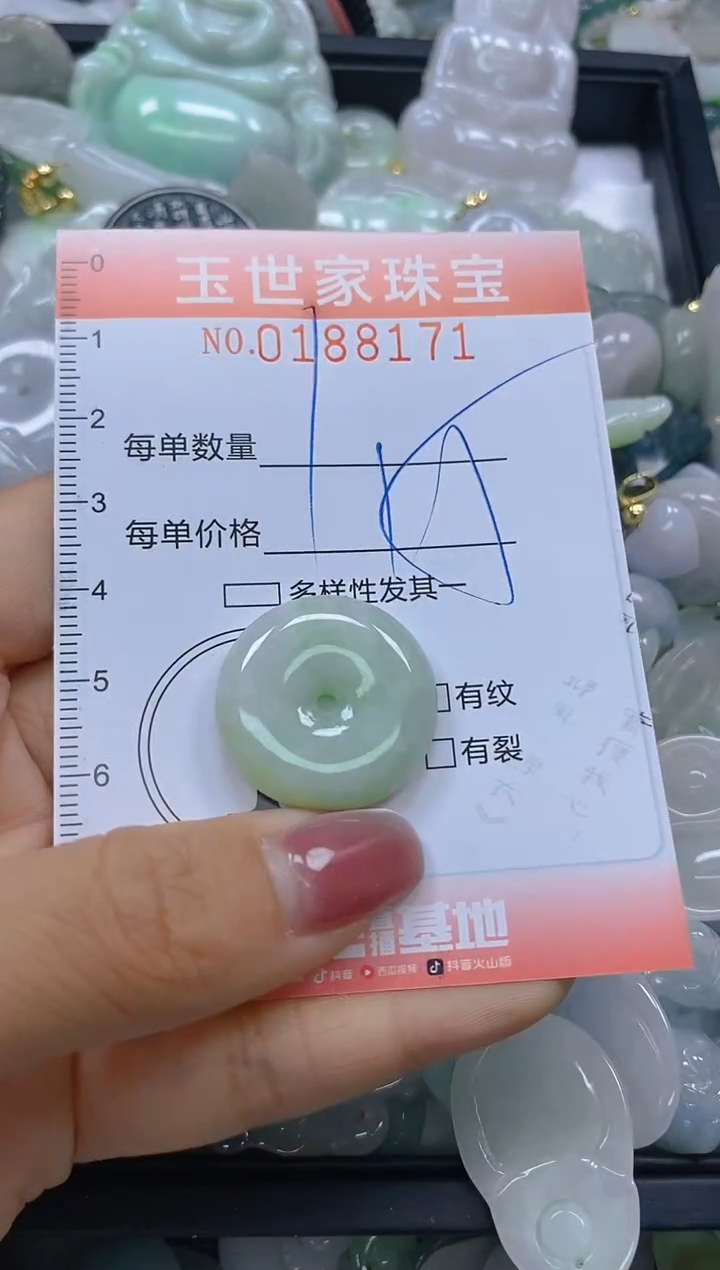 玉世家珠宝
NO.0188171
每单数量
每单价格
多样性发其一
有纹
有裂
0
1
2
3
4
5
6
播基地
抖音 西瓜视频 抖音火山版